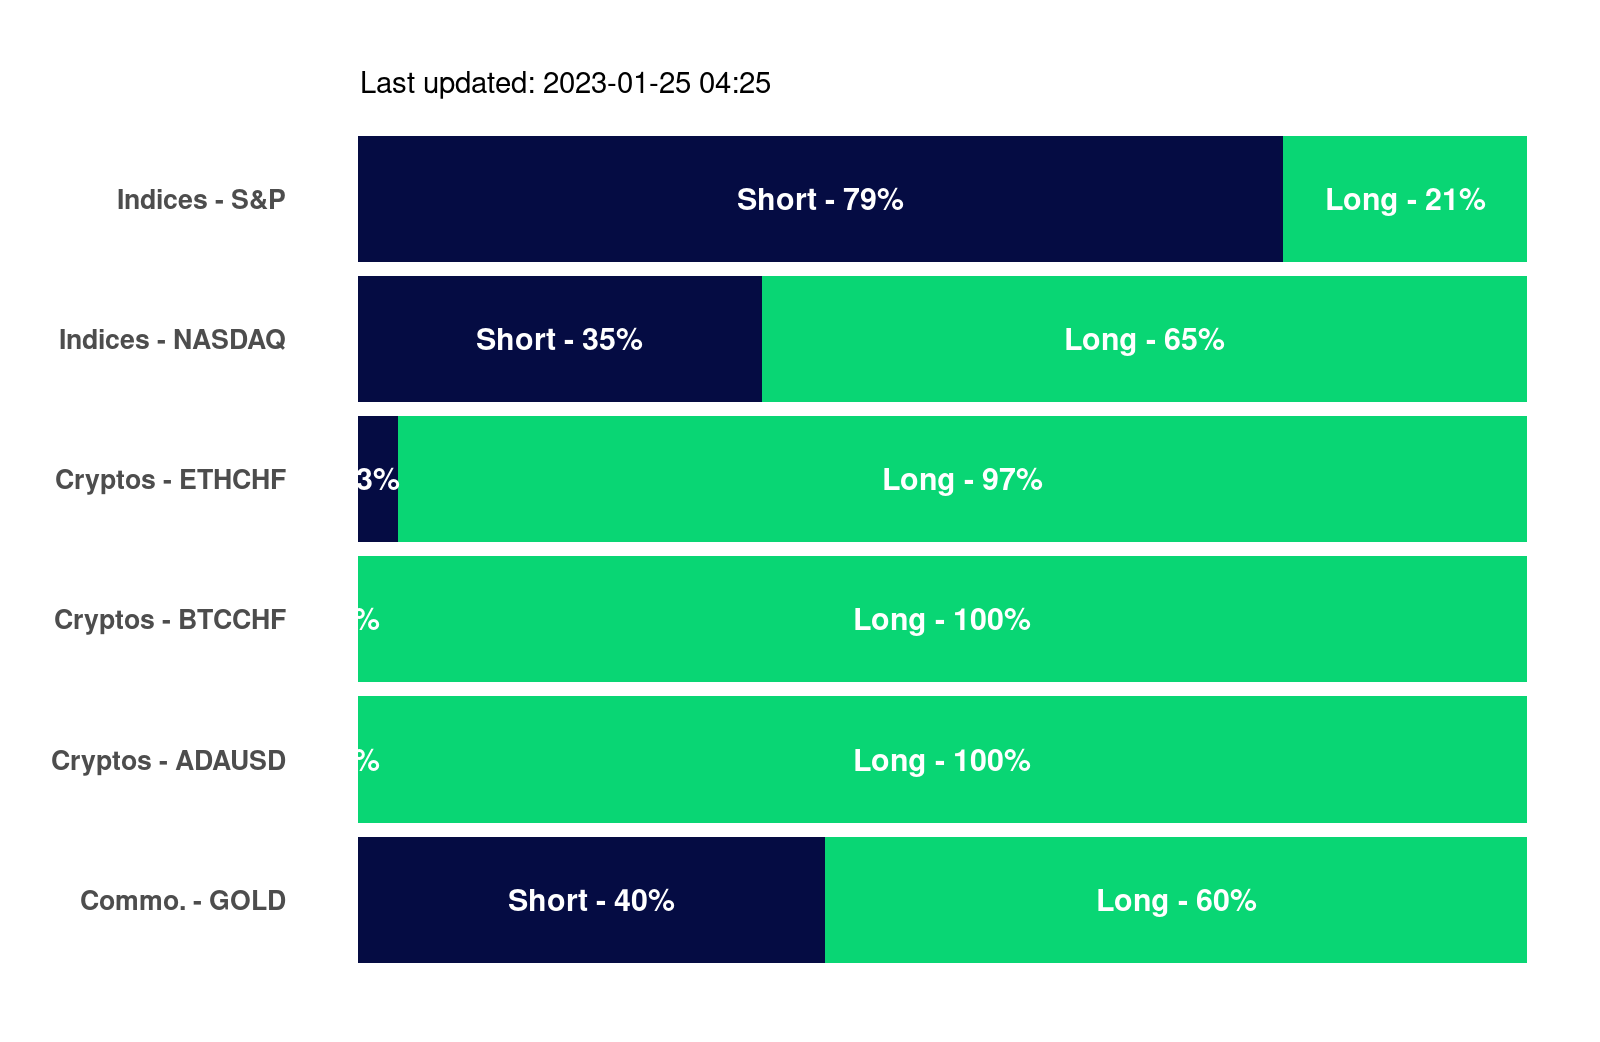 Last updated: 2023-01-25 04:25
Indices - S&P Short - 79% Long - 21%
Indices - NASDAQ Short - 35% Long - 65%
Cryptos - ETHCHF 3% Long - 97%
Cryptos - BTCCHF % Long - 100%
Cryptos - ADAUSD % Long - 100%
Commo. - GOLD Short - 40% Long - 60%